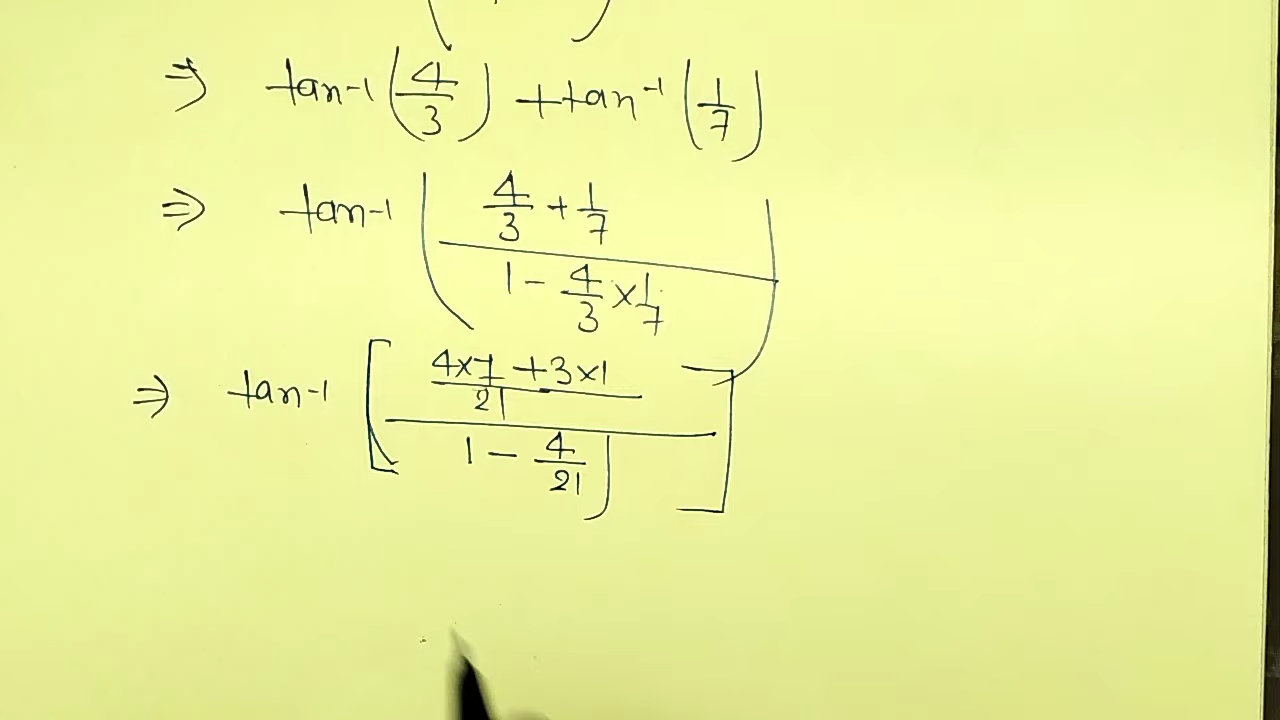 ⇒ tan-1 (4/3) + tan-1 (1/7)
⇒ tan-1 ( (4/3 + 1/7) / (1 - 4/3 × 1/7) )
⇒ tan-1 [ ((4×7 + 3×1)/21) / (1 - 4/21) ]